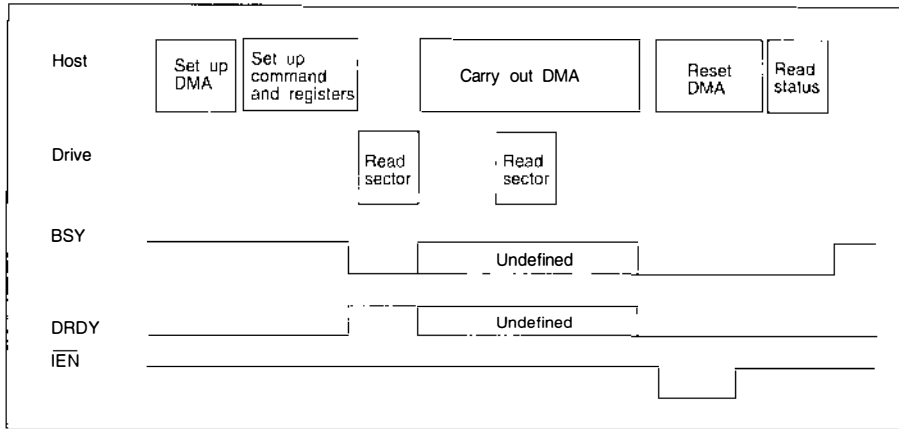 Host
Set up
DMA
Set up
command
and registers
Carry out DMA
Reset
DMA
Read
status
Drive
Read
sector
Read
sector
BSY
Undefined
DRDY
Undefined
IEN